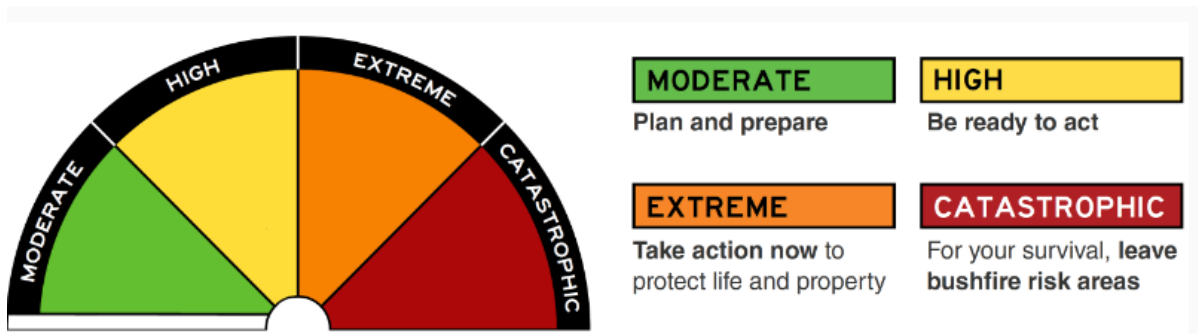 MODERATE
HIGH
EXTREME
CATASTROPHIC
MODERATE
Plan and prepare
HIGH
Be ready to act
EXTREME
Take action now to
protect life and property
CATASTROPHIC
For your survival, leave
bushfire risk areas